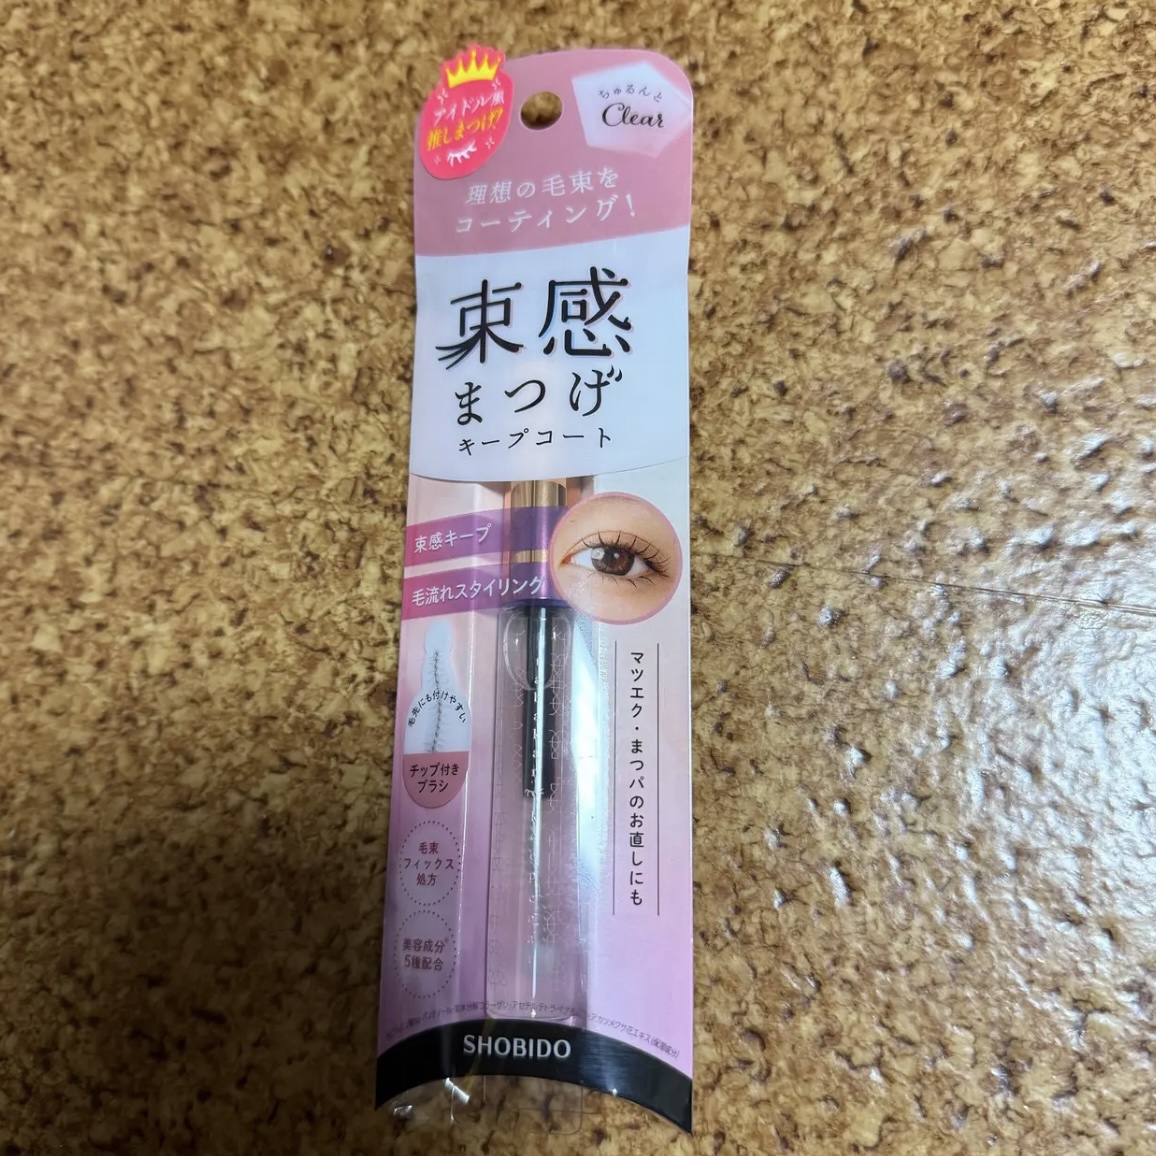 アイドル風
推しまつげ?
ちゅるんと
Clear
理想の毛束を
コーティング!
束感
まつげ
キープコート
束感キープ
毛流れスタイリング
毛先にも付けやすい
チップ付き
ブラシ
マツエク・まつパのお直しにも
毛束
フィックス
処方
美容成分
5種配合
SHOBIDO